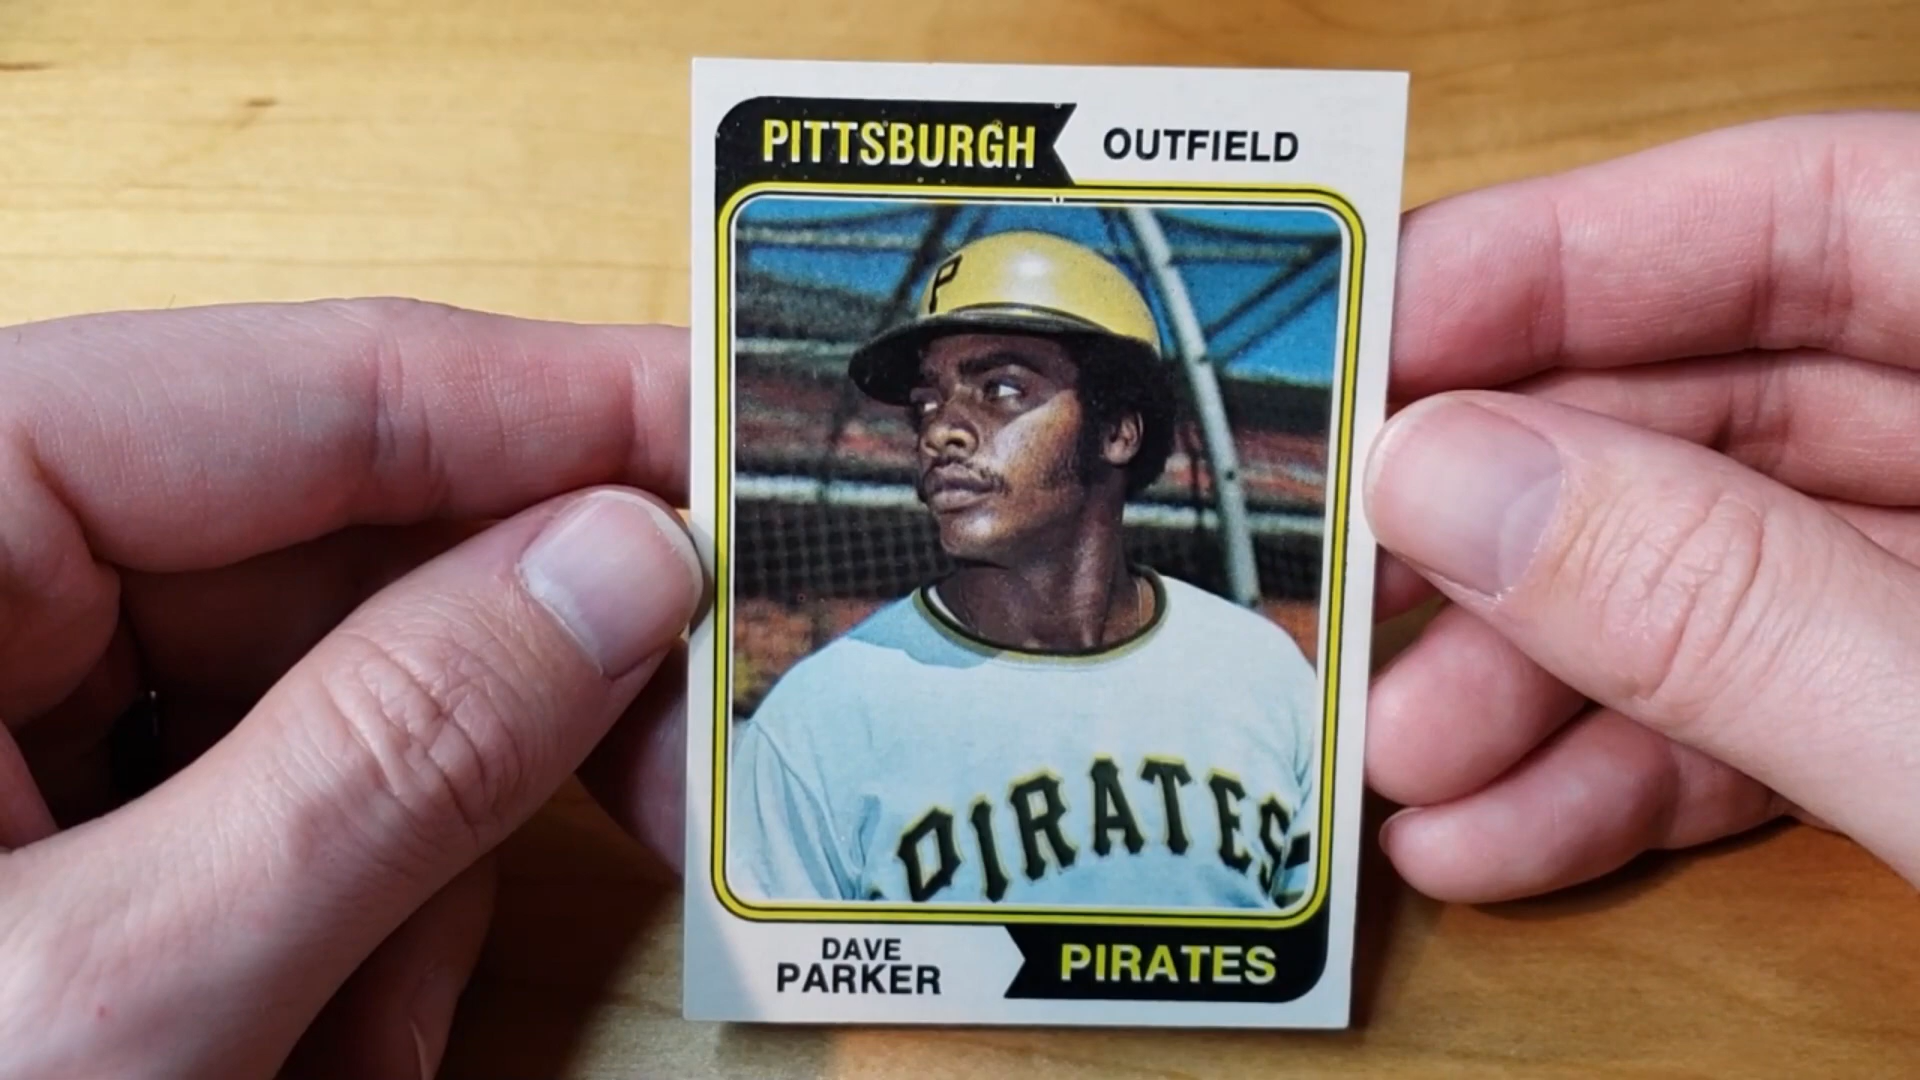 PITTSBURGH
OUTFIELD
P
PIRATES
DAVE
PARKER
PIRATES